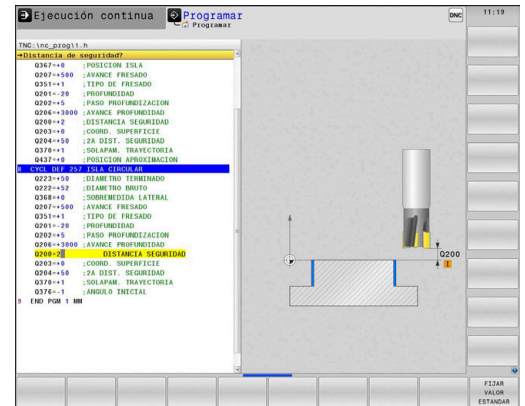 Ejecución continua
Programar
Programar
DNC
11:19
TNC:\nc_prog\1.h
→Distancia de seguridad?
Q367=+0 ;POSICION ISLA
Q207=+500 ;AVANCE FRESADO
Q351=+1 ;TIPO DE FRESADO
Q201=-20 ;PROFUNDIDAD
Q202=+5 ;PASO PROFUNDIZACION
Q206=+3000 ;AVANCE PROFUNDIDAD
Q200=+2 ;DISTANCIA SEGURIDAD
Q203=+0 ;COORD. SUPERFICIE
Q204=+50 ;2A DIST. SEGURIDAD
Q370=+1 ;SOLAPAM. TRAYECTORIA
Q437=+0 ;POSICION APROXIMACION
8 CYCL DEF 257 ISLA CIRCULAR
Q223=+50 ;DIAMETRO TERMINADO
Q222=+52 ;DIAMETRO BRUTO
Q368=+0 ;SOBREMEDIDA LATERAL
Q207=+500 ;AVANCE FRESADO
Q351=+1 ;TIPO DE FRESADO
Q201=-20 ;PROFUNDIDAD
Q202=+5 ;PASO PROFUNDIZACION
Q206=+3000 ;AVANCE PROFUNDIDAD
Q200=2 DISTANCIA SEGURIDAD
Q203=+0 ;COORD. SUPERFICIE
Q204=+50 ;2A DIST. SEGURIDAD
Q370=+1 ;SOLAPAM. TRAYECTORIA
Q376=-1 ;ANGULO INICIAL
9 END PGM 1 MM
Q200
I
FIJAR
VALOR
ESTANDAR